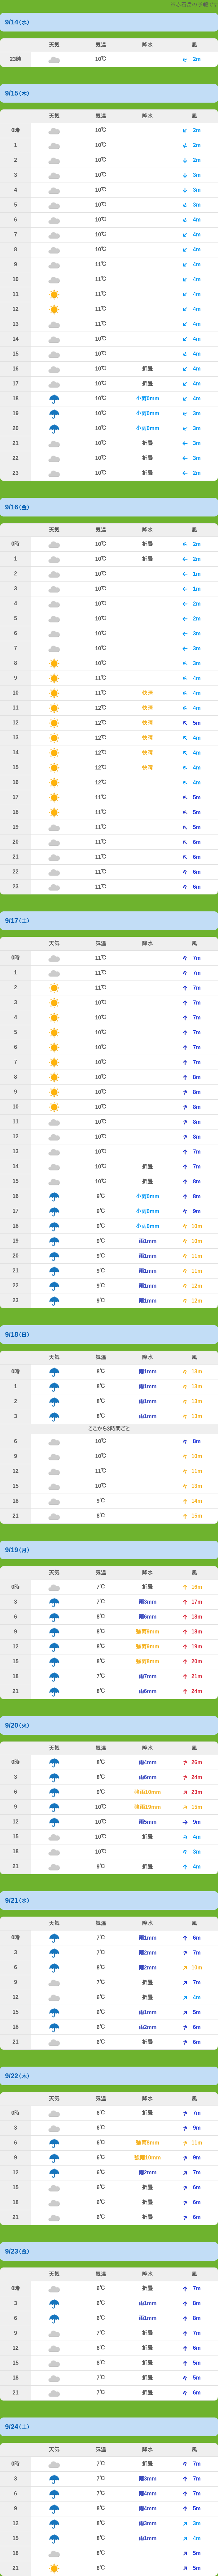 ※表示高の予報です
9/14(水)
天気 気温 降水 風
23時 10℃ 2m
9/15(木)
天気 気温 降水 風
0時 10℃ 2m
1 10℃ 2m
2 10℃ 2m
3 10℃ 3m
4 10℃ 3m
5 10℃ 3m
6 10℃ 4m
7 10℃ 4m
8 10℃ 4m
9 11℃ 4m
10 11℃ 4m
11 11℃ 4m
12 11℃ 4m
13 11℃ 4m
14 10℃ 4m
15 10℃ 4m
16 10℃ 折畳 4m
17 10℃ 折畳 4m
18 10℃ 小雨0mm 4m
19 10℃ 小雨0mm 3m
20 10℃ 小雨0mm 3m
21 10℃ 折畳 3m
22 10℃ 折畳 3m
23 10℃ 折畳 2m
9/16(金)
天気 気温 降水 風
0時 10℃ 折畳 2m
1 10℃ 折畳 2m
2 10℃ 1m
3 10℃ 1m
4 10℃ 2m
5 10℃ 2m
6 10℃ 3m
7 10℃ 3m
8 10℃ 3m
9 11℃ 4m
10 11℃ 快晴 4m
11 12℃ 快晴 4m
12 12℃ 快晴 5m
13 12℃ 快晴 4m
14 12℃ 快晴 4m
15 12℃ 快晴 4m
16 12℃ 4m
17 11℃ 5m
18 11℃ 5m
19 11℃ 5m
20 11℃ 6m
21 11℃ 6m
22 11℃ 6m
23 11℃ 6m
9/17(土)
天気 気温 降水 風
0時 11℃ 7m
1 11℃ 7m
2 11℃ 7m
3 10℃ 7m
4 10℃ 7m
5 10℃ 7m
6 10℃ 7m
7 10℃ 7m
8 10℃ 8m
9 10℃ 8m
10 10℃ 8m
11 10℃ 8m
12 10℃ 8m
13 10℃ 7m
14 10℃ 折畳 7m
15 10℃ 折畳 8m
16 9℃ 小雨0mm 8m
17 9℃ 小雨0mm 9m
18 9℃ 小雨0mm 10m
19 9℃ 雨1mm 10m
20 9℃ 雨1mm 11m
21 9℃ 雨1mm 11m
22 9℃ 雨1mm 12m
23 9℃ 雨1mm 12m
9/18(日)
天気 気温 降水 風
0時 8℃ 雨1mm 13m
1 8℃ 雨1mm 13m
2 8℃ 雨1mm 13m
3 8℃ 雨1mm 13m
ここから3時間ごと
6 10℃ 8m
9 10℃ 10m
12 11℃ 11m
15 10℃ 13m
18 9℃ 14m
21 8℃ 15m
9/19(月)
天気 気温 降水 風
0時 7℃ 折畳 16m
3 7℃ 雨3mm 17m
6 8℃ 雨6mm 18m
9 8℃ 強雨8mm 18m
12 8℃ 強雨9mm 19m
15 8℃ 強雨8mm 20m
18 7℃ 雨7mm 21m
21 8℃ 雨6mm 24m
9/20(火)
天気 気温 降水 風
0時 8℃ 雨4mm 26m
3 8℃ 雨6mm 24m
6 9℃ 強雨10mm 23m
9 10℃ 強雨19mm 15m
12 10℃ 雨5mm 9m
15 10℃ 折畳 4m
18 10℃ 3m
21 9℃ 折畳 4m
9/21(水)
天気 気温 降水 風
0時 7℃ 雨1mm 6m
3 7℃ 雨2mm 7m
6 8℃ 雨2mm 10m
9 7℃ 折畳 7m
12 6℃ 折畳 4m
15 6℃ 雨1mm 5m
18 6℃ 雨2mm 6m
21 6℃ 折畳 6m
9/22(木)
天気 気温 降水 風
0時 6℃ 折畳 7m
3 6℃ 9m
6 6℃ 強雨8mm 11m
9 6℃ 強雨10mm 9m
12 6℃ 雨2mm 7m
15 6℃ 折畳 6m
18 6℃ 折畳 6m
21 6℃ 折畳 6m
9/23(金)
天気 気温 降水 風
0時 6℃ 折畳 7m
3 6℃ 雨1mm 8m
6 6℃ 雨1mm 8m
9 7℃ 折畳 7m
12 8℃ 折畳 6m
15 8℃ 折畳 5m
18 7℃ 折畳 5m
21 7℃ 折畳 6m
9/24(土)
天気 気温 降水 風
0時 7℃ 折畳 7m
3 7℃ 雨3mm 7m
6 7℃ 雨4mm 7m
9 8℃ 雨4mm 5m
12 8℃ 雨3mm 3m
15 8℃ 雨1mm 4m
18 8℃ 5m
21 8℃ 5m